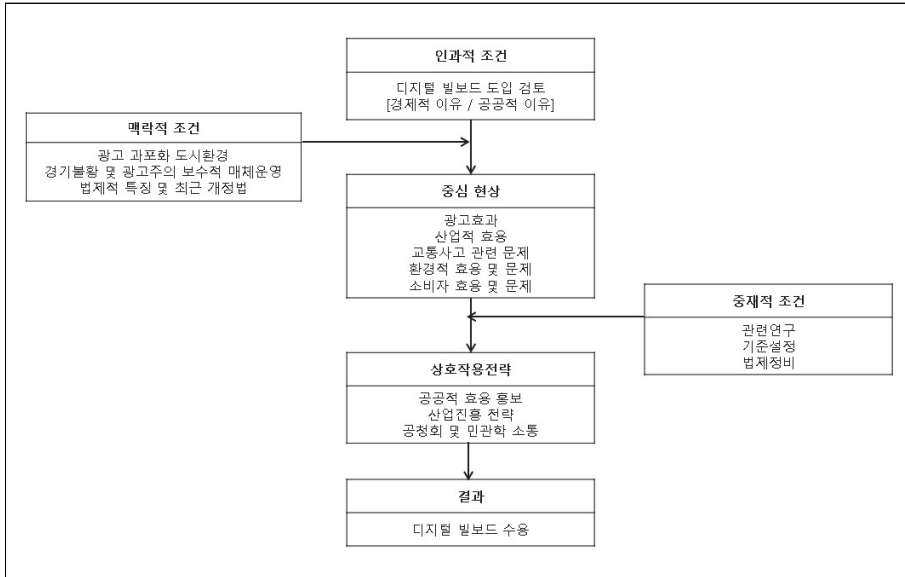 인과적 조건
디지털 빌보드 도입 검토
[경제적 이유 / 공공적 이유]
맥락적 조건
광고 과포화 도시환경
경기불황 및 광고주의 보수적 매체운영
법제적 특징 및 최근 개정법
중심 현상
광고효과
산업적 효용
교통사고 관련 문제
환경적 효용 및 문제
소비자 효용 및 문제
중재적 조건
관련연구
기준설정
법제정비
상호작용전략
공공적 효용 홍보
산업진흥 전략
공청회 및 민관학 소통
결과
디지털 빌보드 수용